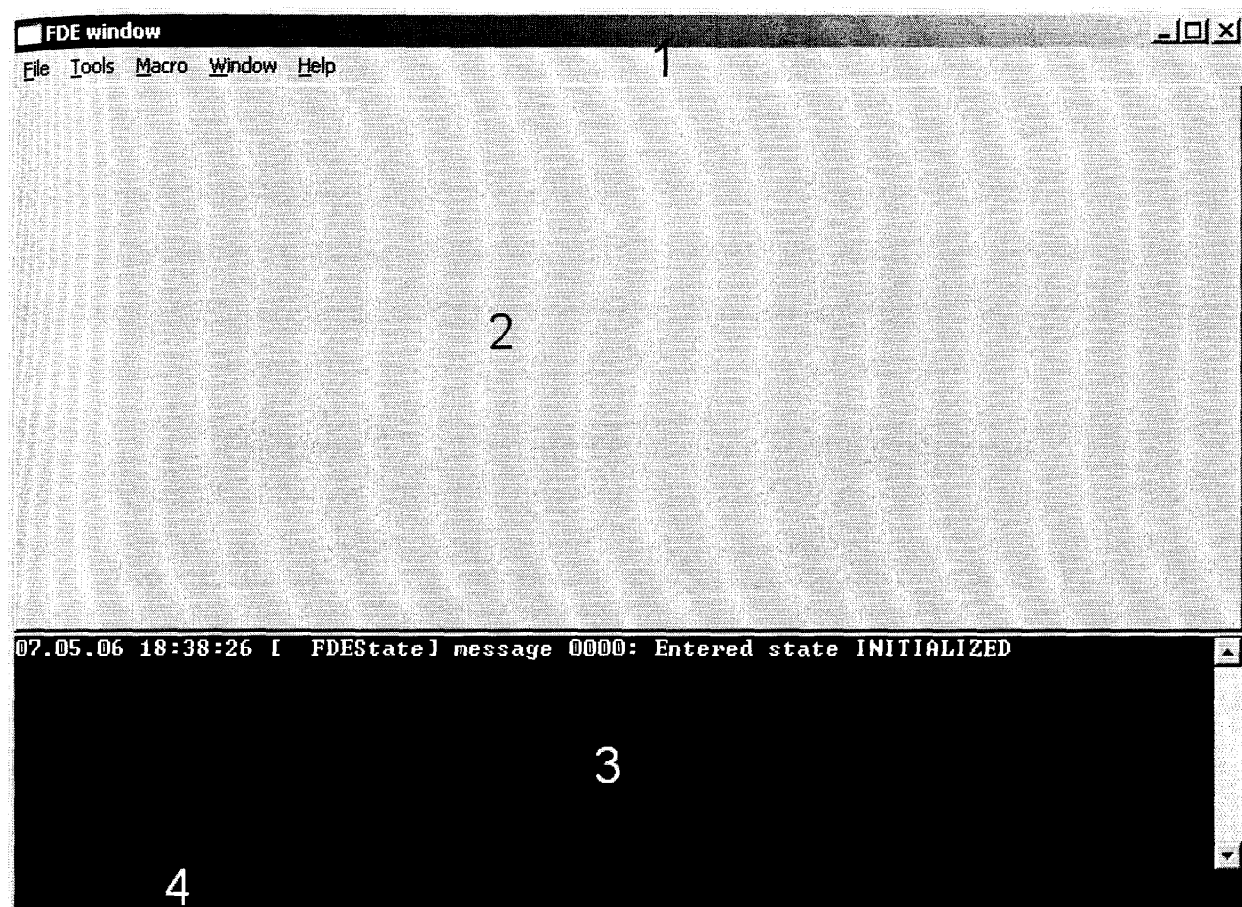 FDE window
1
File Tools Macro Window Help
2
07.05.06 18:38:26 [  FDEState] message 0000: Entered state INITIALIZED
3
4